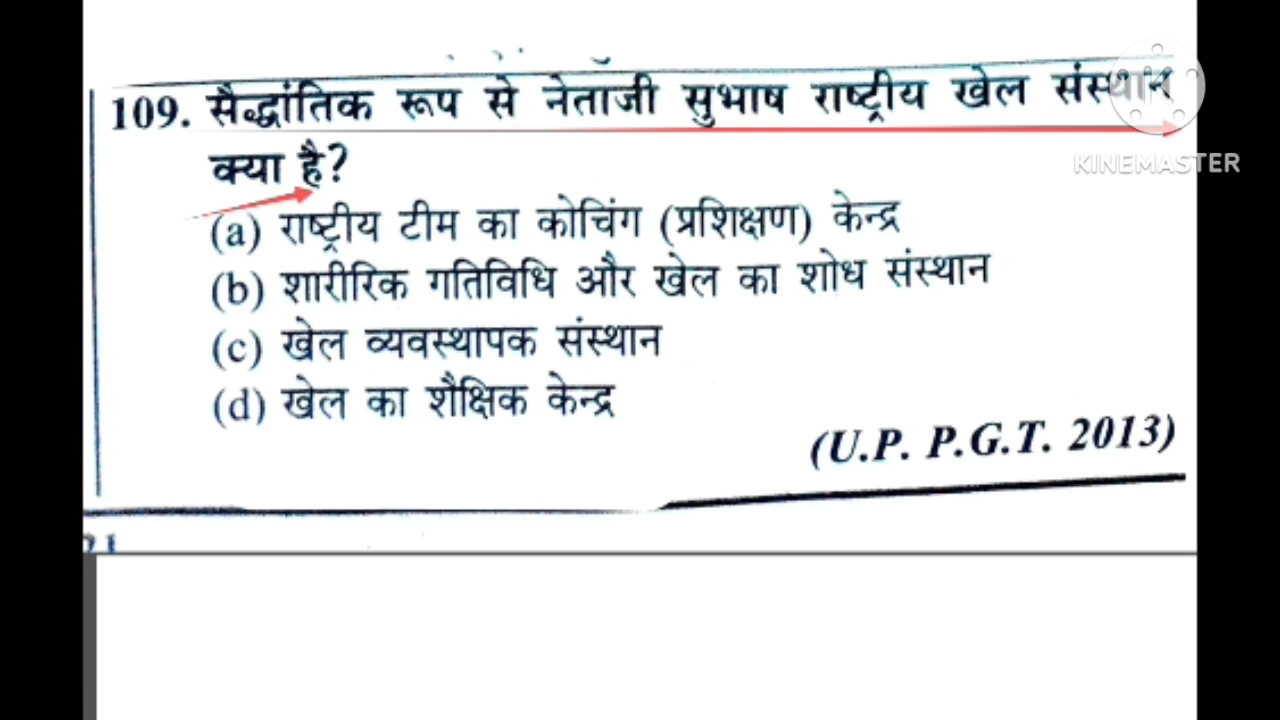 109. सैद्धांतिक रूप से नेताजी सुभाष राष्ट्रीय खेल संस्थान
क्या है?
KINEMASTER
(a) राष्ट्रीय टीम का कोचिंग (प्रशिक्षण) केन्द्र
(b) शारीरिक गतिविधि और खेल का शोध संस्थान
(c) खेल व्यवस्थापक संस्थान
(d) खेल का शैक्षिक केन्द्र
(U.P. P.G.T. 2013)